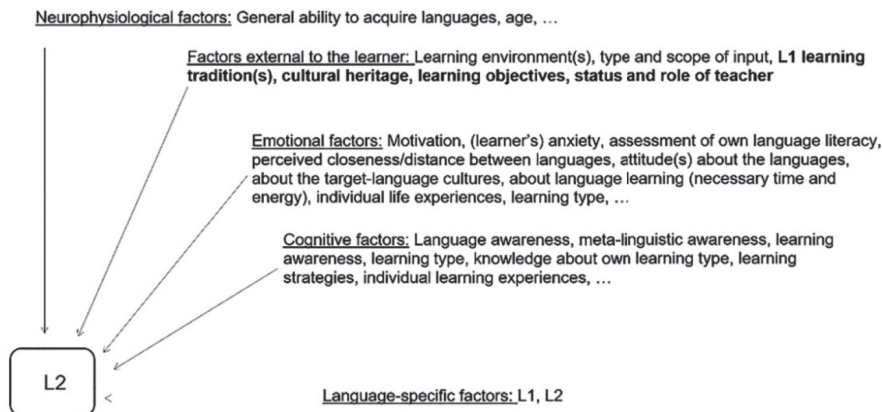 Neurophysiological factors: General ability to acquire languages, age, …
Factors external to the learner: Learning environment(s), type and scope of input, L1 learning
tradition(s), cultural heritage, learning objectives, status and role of teacher
Emotional factors: Motivation, (learner's) anxiety, assessment of own language literacy,
perceived closeness/distance between languages, attitude(s) about the languages,
about the target-language cultures, about language learning (necessary time and
energy), individual life experiences, learning type, …
Cognitive factors: Language awareness, meta-linguistic awareness, learning
awareness, learning type, knowledge about own learning type, learning
strategies, individual learning experiences, …
L2
Language-specific factors: L1, L2